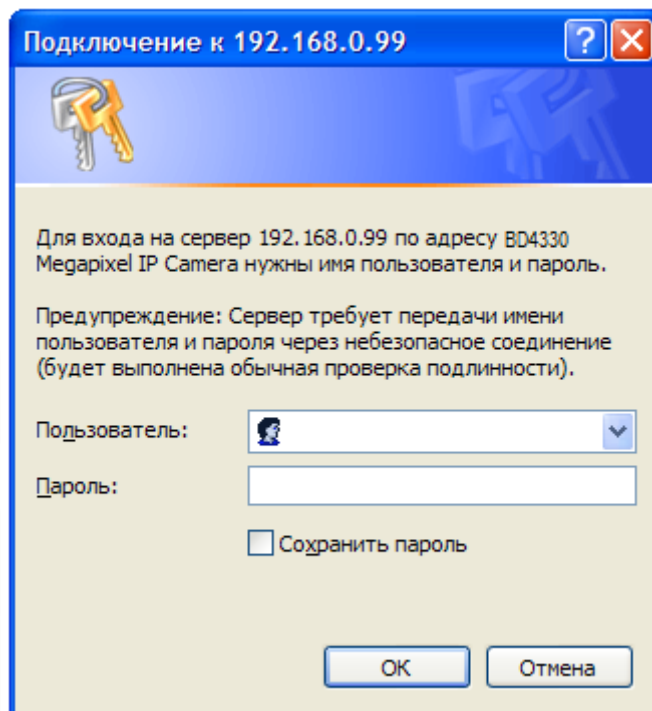 Подключение к 192.168.0.99
Для входа на сервер 192.168.0.99 по адресу BD4330
Megapixel IP Camera нужны имя пользователя и пароль.
Предупреждение: Сервер требует передачи имени
пользователя и пароля через небезопасное соединение
(будет выполнена обычная проверка подлинности).
Пользователь:
Пароль:
Сохранить пароль
ОК Отмена